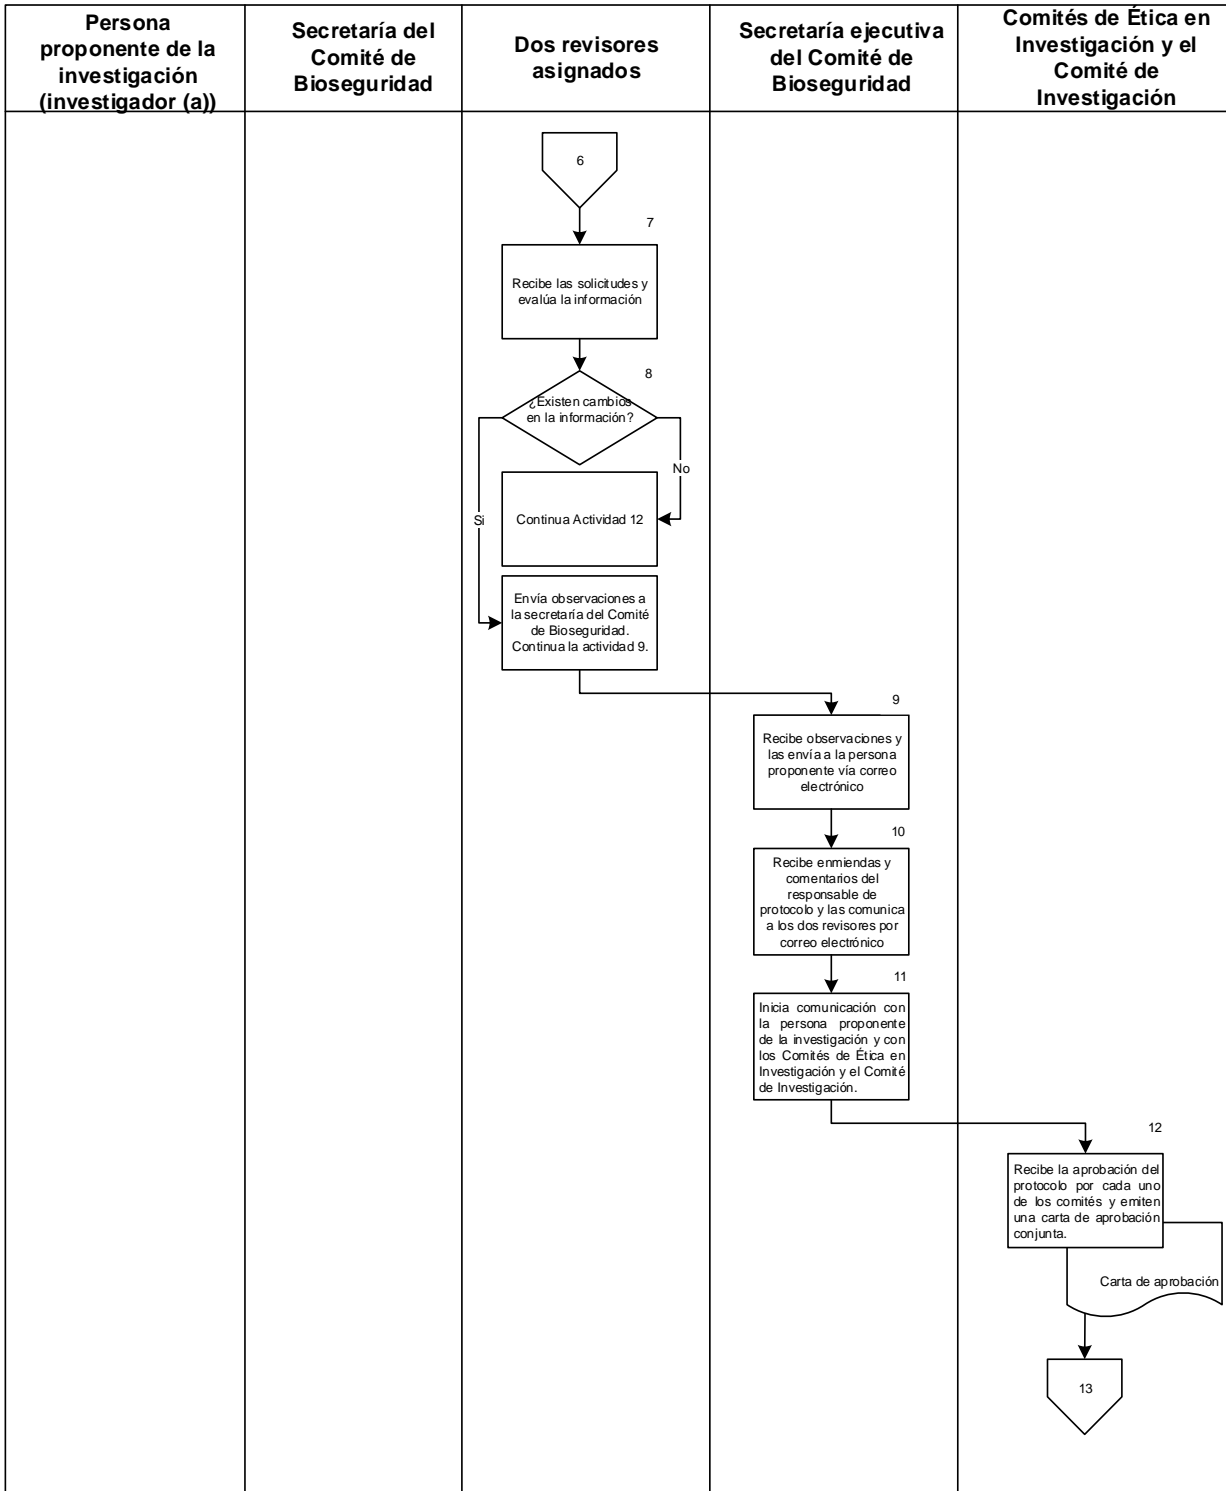 Persona
proponente de la
investigación
(investigador (a))
Secretaría del
Comité de
Bioseguridad
Dos revisores
asignados
Secretaría ejecutiva
del Comité de
Bioseguridad
Comités de Ética en
Investigación y el
Comité de
Investigación
6
7
Recibe las solicitudes y
evalúa la información
8
¿Existen cambios
en la información?
No
Si
Continua Actividad 12
Envía observaciones a
la secretaría del Comité
de Bioseguridad.
Continua la actividad 9.
9
Recibe observaciones y
las envía a la persona
proponente vía correo
electrónico
10
Recibe enmiendas y
comentarios del
responsable de
protocolo y las comunica
a los dos revisores por
correo electrónico
11
Inicia comunicación con
la persona proponente
de la investigación y con
los Comités de Ética en
Investigación y el Comité
de Investigación.
12
Recibe la aprobación del
protocolo por cada uno
de los comités y emiten
una carta de aprobación
conjunta.
Carta de aprobación
13